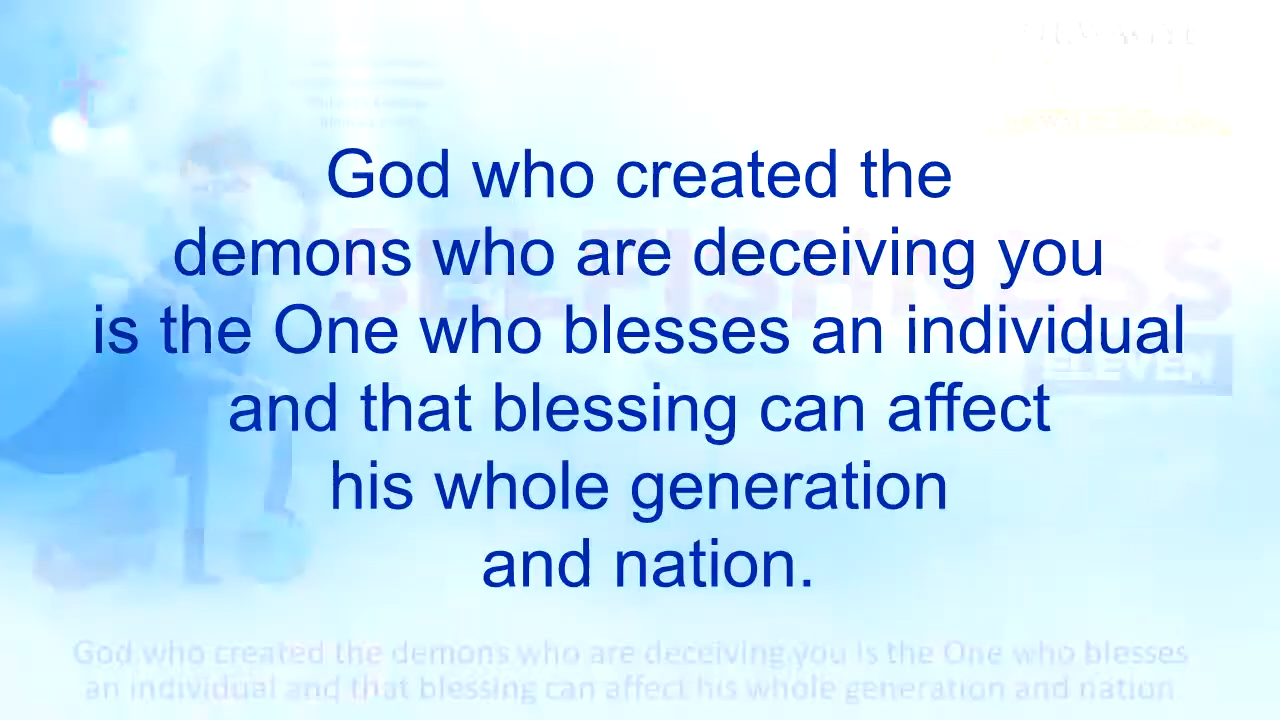 God who created the
demons who are deceiving you
is the One who blesses an individual
and that blessing can affect
his whole generation
and nation.
SELFISHNESS
ELEVEN
God who created the demons who are deceiving you is the One who blesses
an individual and that blessing can affect his whole generation and nation.